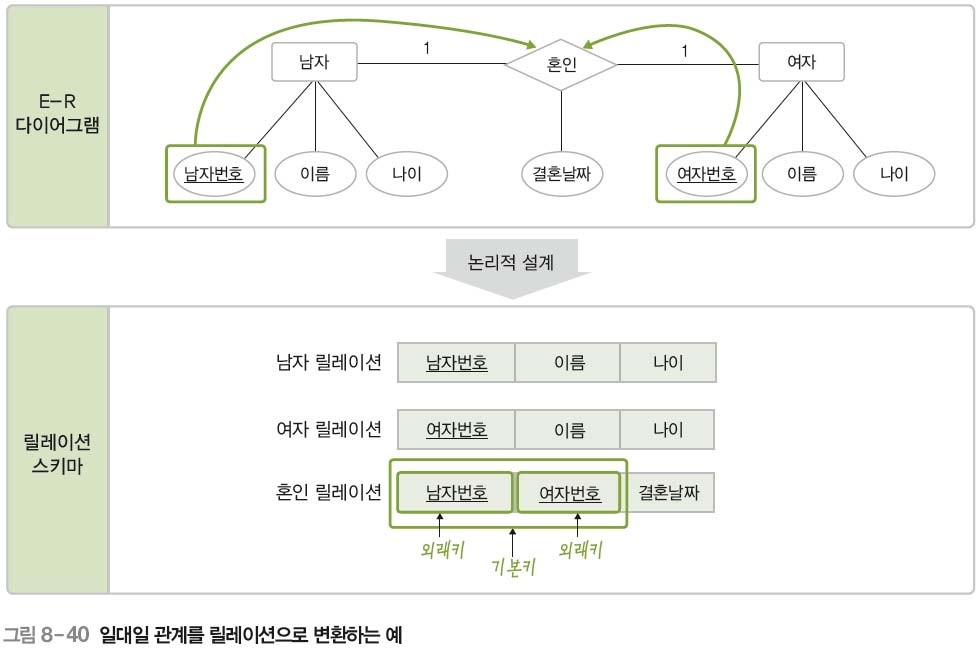 E-R
다이어그램
남자
1
혼인
1
여자
남자번호
이름
나이
결혼날짜
여자번호
이름
나이
논리적 설계
릴레이션
스키마
남자 릴레이션 남자번호 이름 나이
여자 릴레이션 여자번호 이름 나이
혼인 릴레이션 남자번호 여자번호 결혼날짜
외래키
기본키
외래키
그림 8-40 일대일 관계를 릴레이션으로 변환하는 예